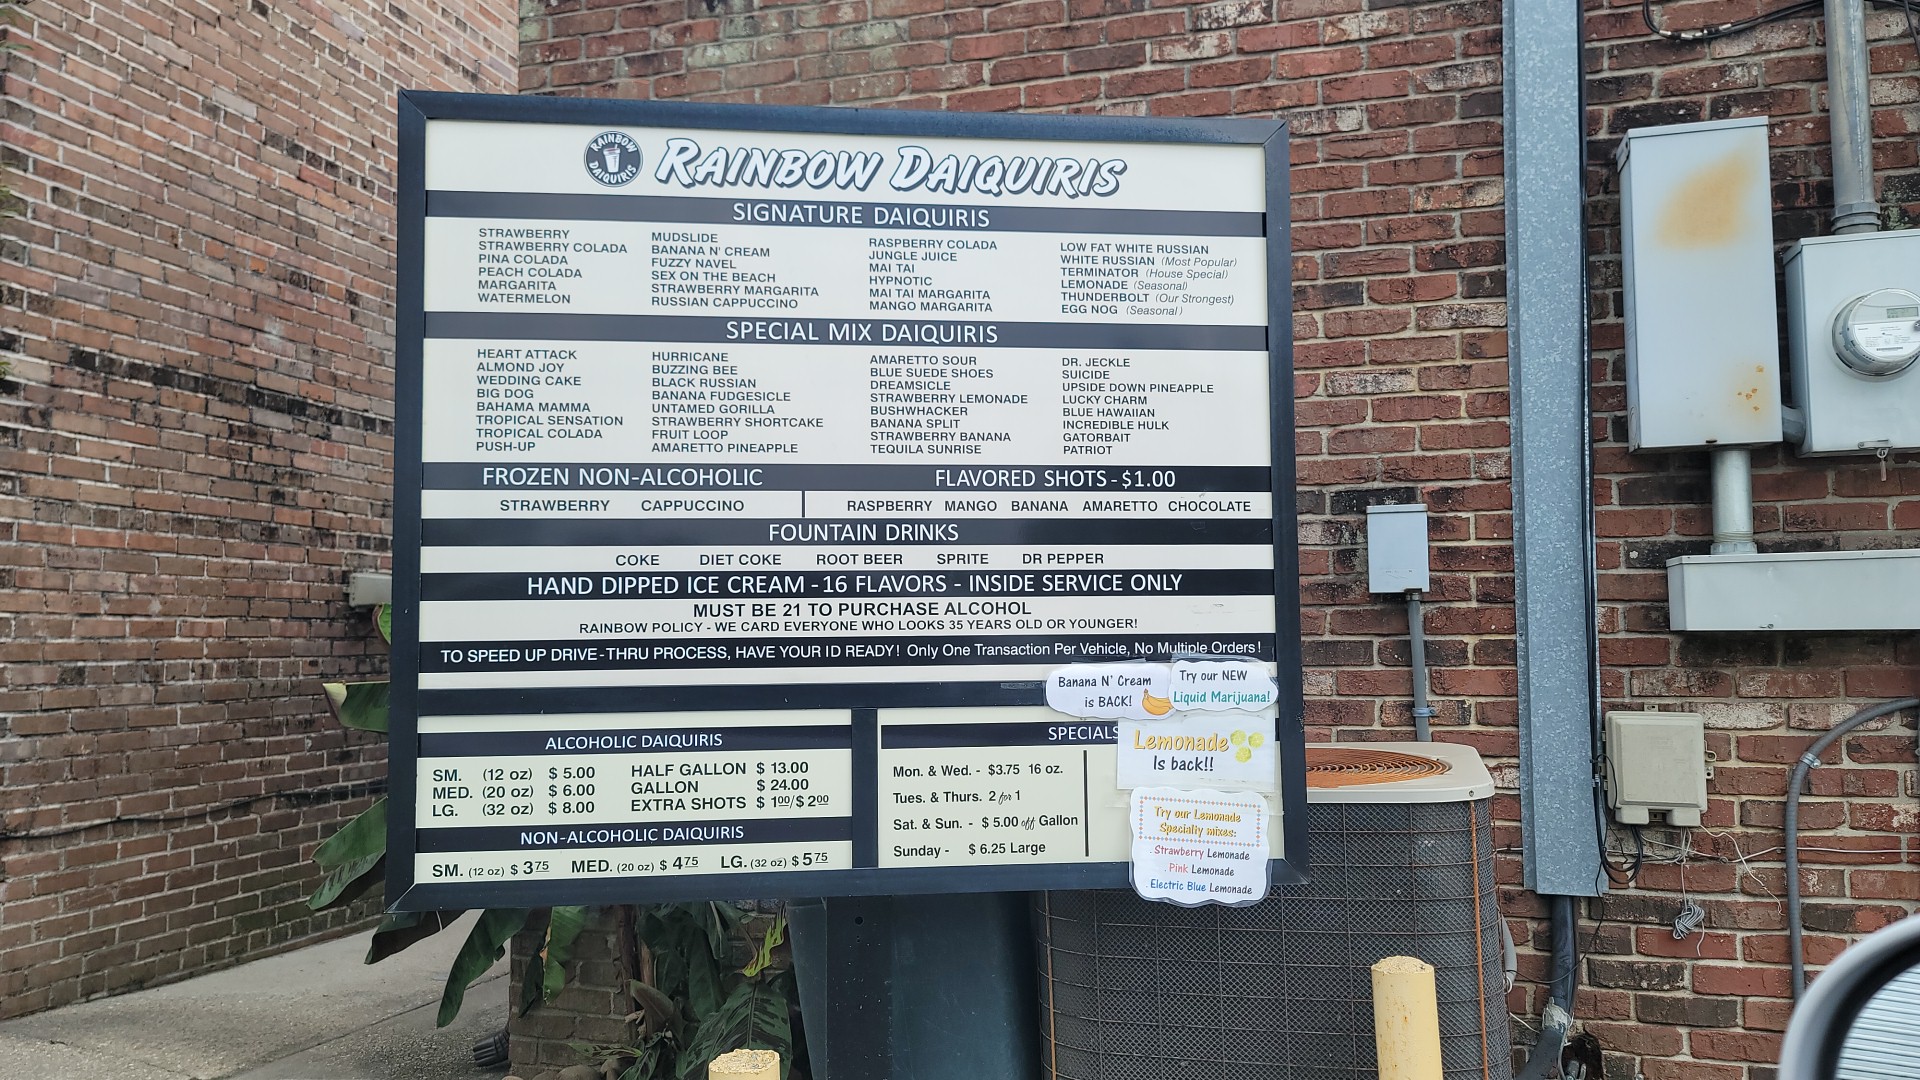 RAINBOW DAIQUIRIS
RAINBOW DAIQUIRIS
SIGNATURE DAIQUIRIS
STRAWBERRY
STRAWBERRY COLADA
PINA COLADA
PEACH COLADA
MARGARITA
WATERMELON
MUDSLIDE
BANANA N' CREAM
FUZZY NAVEL
SEX ON THE BEACH
STRAWBERRY MARGARITA
RUSSIAN CAPPUCCINO
RASPBERRY COLADA
JUNGLE JUICE
MAI TAI
HYPNOTIC
MAI TAI MARGARITA
MANGO MARGARITA
LOW FAT WHITE RUSSIAN
WHITE RUSSIAN (Most Popular)
TERMINATOR (House Special)
LEMONADE (Seasonal)
THUNDERBOLT (Our Strongest)
EGG NOG (Seasonal)
SPECIAL MIX DAIQUIRIS
HEART ATTACK
ALMOND JOY
WEDDING CAKE
BIG DOG
BAHAMA MAMMA
TROPICAL SENSATION
TROPICAL COLADA
PUSH-UP
HURRICANE
BUZZING BEE
BLACK RUSSIAN
BANANA FUDGESICLE
UNTAMED GORILLA
STRAWBERRY SHORTCAKE
FRUIT LOOP
AMARETTO PINEAPPLE
AMARETTO SOUR
BLUE SUEDE SHOES
DREAMSICLE
STRAWBERRY LEMONADE
BUSHWHACKER
BANANA SPLIT
STRAWBERRY BANANA
TEQUILA SUNRISE
DR. JECKLE
SUICIDE
UPSIDE DOWN PINEAPPLE
LUCKY CHARM
BLUE HAWAIIAN
INCREDIBLE HULK
GATORBAIT
PATRIOT
FROZEN NON-ALCOHOLIC
STRAWBERRY CAPPUCCINO
FLAVORED SHOTS - $1.00
RASPBERRY MANGO BANANA AMARETTO CHOCOLATE
FOUNTAIN DRINKS
COKE DIET COKE ROOT BEER SPRITE DR PEPPER
HAND DIPPED ICE CREAM - 16 FLAVORS - INSIDE SERVICE ONLY
MUST BE 21 TO PURCHASE ALCOHOL
RAINBOW POLICY - WE CARD EVERYONE WHO LOOKS 35 YEARS OLD OR YOUNGER!
TO SPEED UP DRIVE-THRU PROCESS, HAVE YOUR ID READY! Only One Transaction Per Vehicle, No Multiple Orders!
Banana N' Cream
is BACK!
Try our NEW
Liquid Marijuana!
ALCOHOLIC DAIQUIRIS
SM. (12 oz) $ 5.00
MED. (20 oz) $ 6.00
LG. (32 oz) $ 8.00
HALF GALLON $ 13.00
GALLON $ 24.00
EXTRA SHOTS $ 1.00/$ 2.00
NON-ALCOHOLIC DAIQUIRIS
SM. (12 oz) $ 3.75 MED. (20 oz) $ 4.75 LG. (32 oz) $ 5.75
SPECIALS
Mon. & Wed. - $3.75 16 oz.
Tues. & Thurs. 2 for 1
Sat. & Sun. - $ 5.00 off Gallon
Sunday - $ 6.25 Large
Lemonade
Is back!!
Try our Lemonade
Specialty mixes:
. Strawberry Lemonade
. Pink Lemonade
. Electric Blue Lemonade